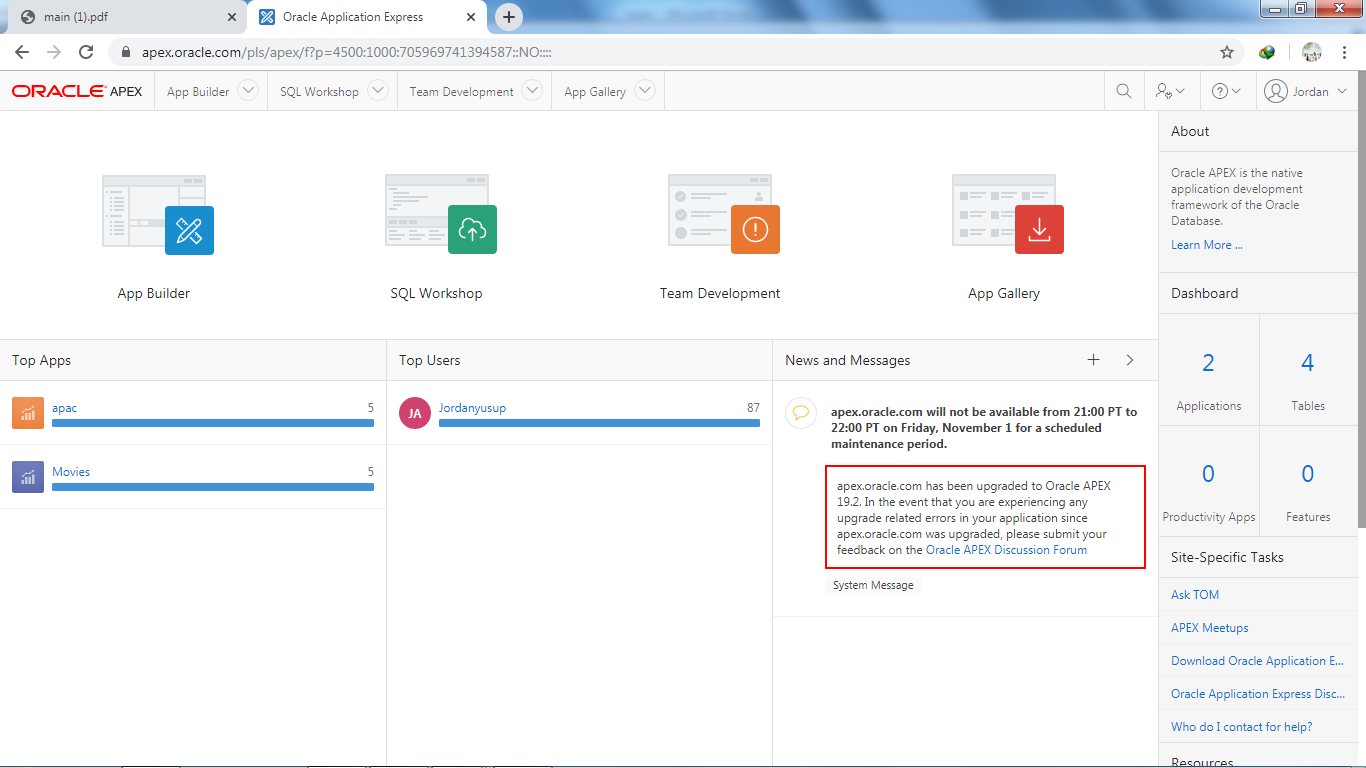 main (1).pdf
Oracle Application Express
apex.oracle.com/pls/apex/f?p=4500:1000:705969741394587::NO::::
ORACLE APEX
App Builder
SQL Workshop
Team Development
App Gallery
Jordan
App Builder
SQL Workshop
Team Development
App Gallery
About
Oracle APEX is the native
application development
framework of the Oracle
Database.
Learn More ...
Dashboard
2
4
Applications
Tables
0
0
Productivity Apps
Features
Top Apps
apac 5
Movies 5
Top Users
JA
Jordanyusup 87
News and Messages
apex.oracle.com will not be available from 21:00 PT to
22:00 PT on Friday, November 1 for a scheduled
maintenance period.
apex.oracle.com has been upgraded to Oracle APEX
19.2. In the event that you are experiencing any
upgrade related errors in your application since
apex.oracle.com was upgraded, please submit your
feedback on the Oracle APEX Discussion Forum
System Message
Site-Specific Tasks
Ask TOM
APEX Meetups
Download Oracle Application E...
Oracle Application Express Disc...
Who do I contact for help?
Resources